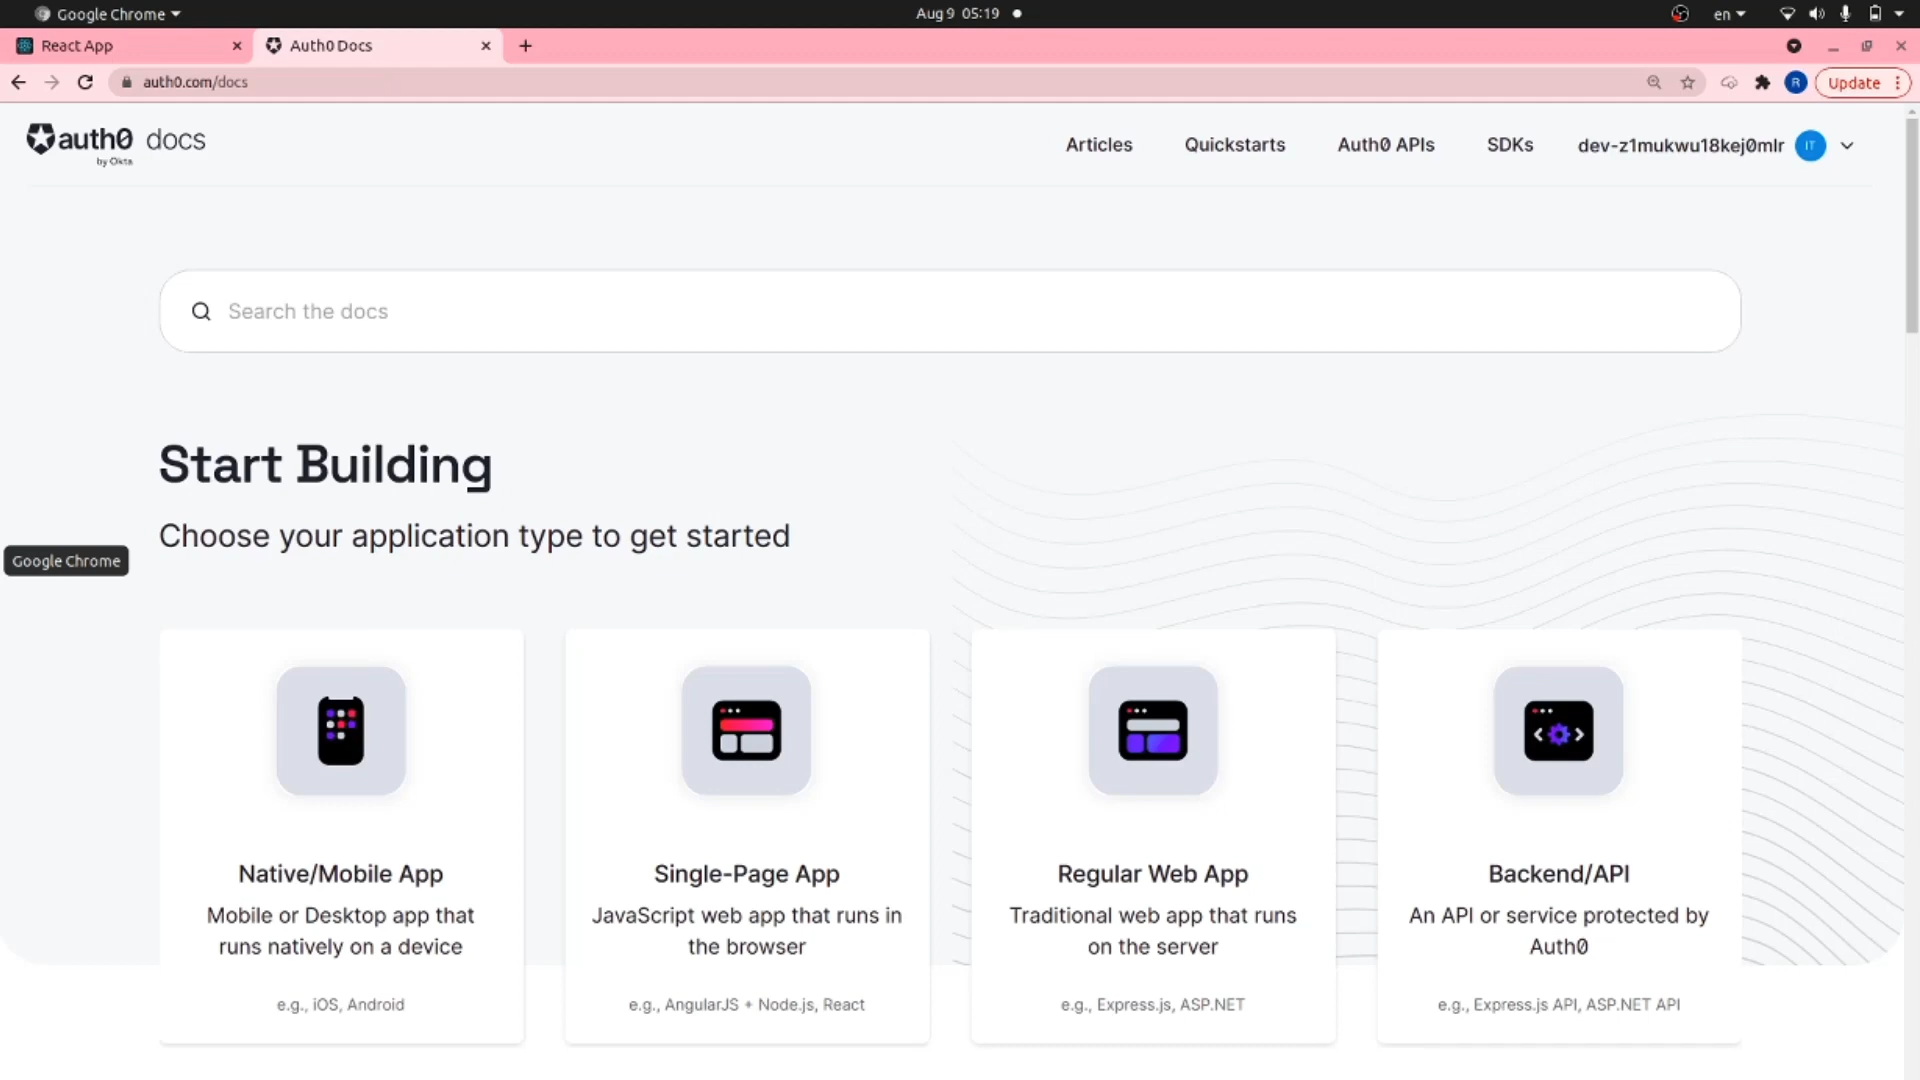 Google Chrome
Aug 9 05:19
en
React App
Auth0 Docs
auth0.com/docs
R
Update
auth0 docs
by Okta
Articles
Quickstarts
Auth0 APIs
SDKs
dev-z1mukwu18kej0mlr
IT
Search the docs
Start Building
Choose your application type to get started
Google Chrome
Native/Mobile App
Mobile or Desktop app that
runs natively on a device
e.g., iOS, Android
Single-Page App
JavaScript web app that runs in
the browser
e.g., AngularJS + Node.js, React
Regular Web App
Traditional web app that runs
on the server
e.g., Express.js, ASP.NET
Backend/API
An API or service protected by
Auth0
e.g., Express.js API, ASP.NET API